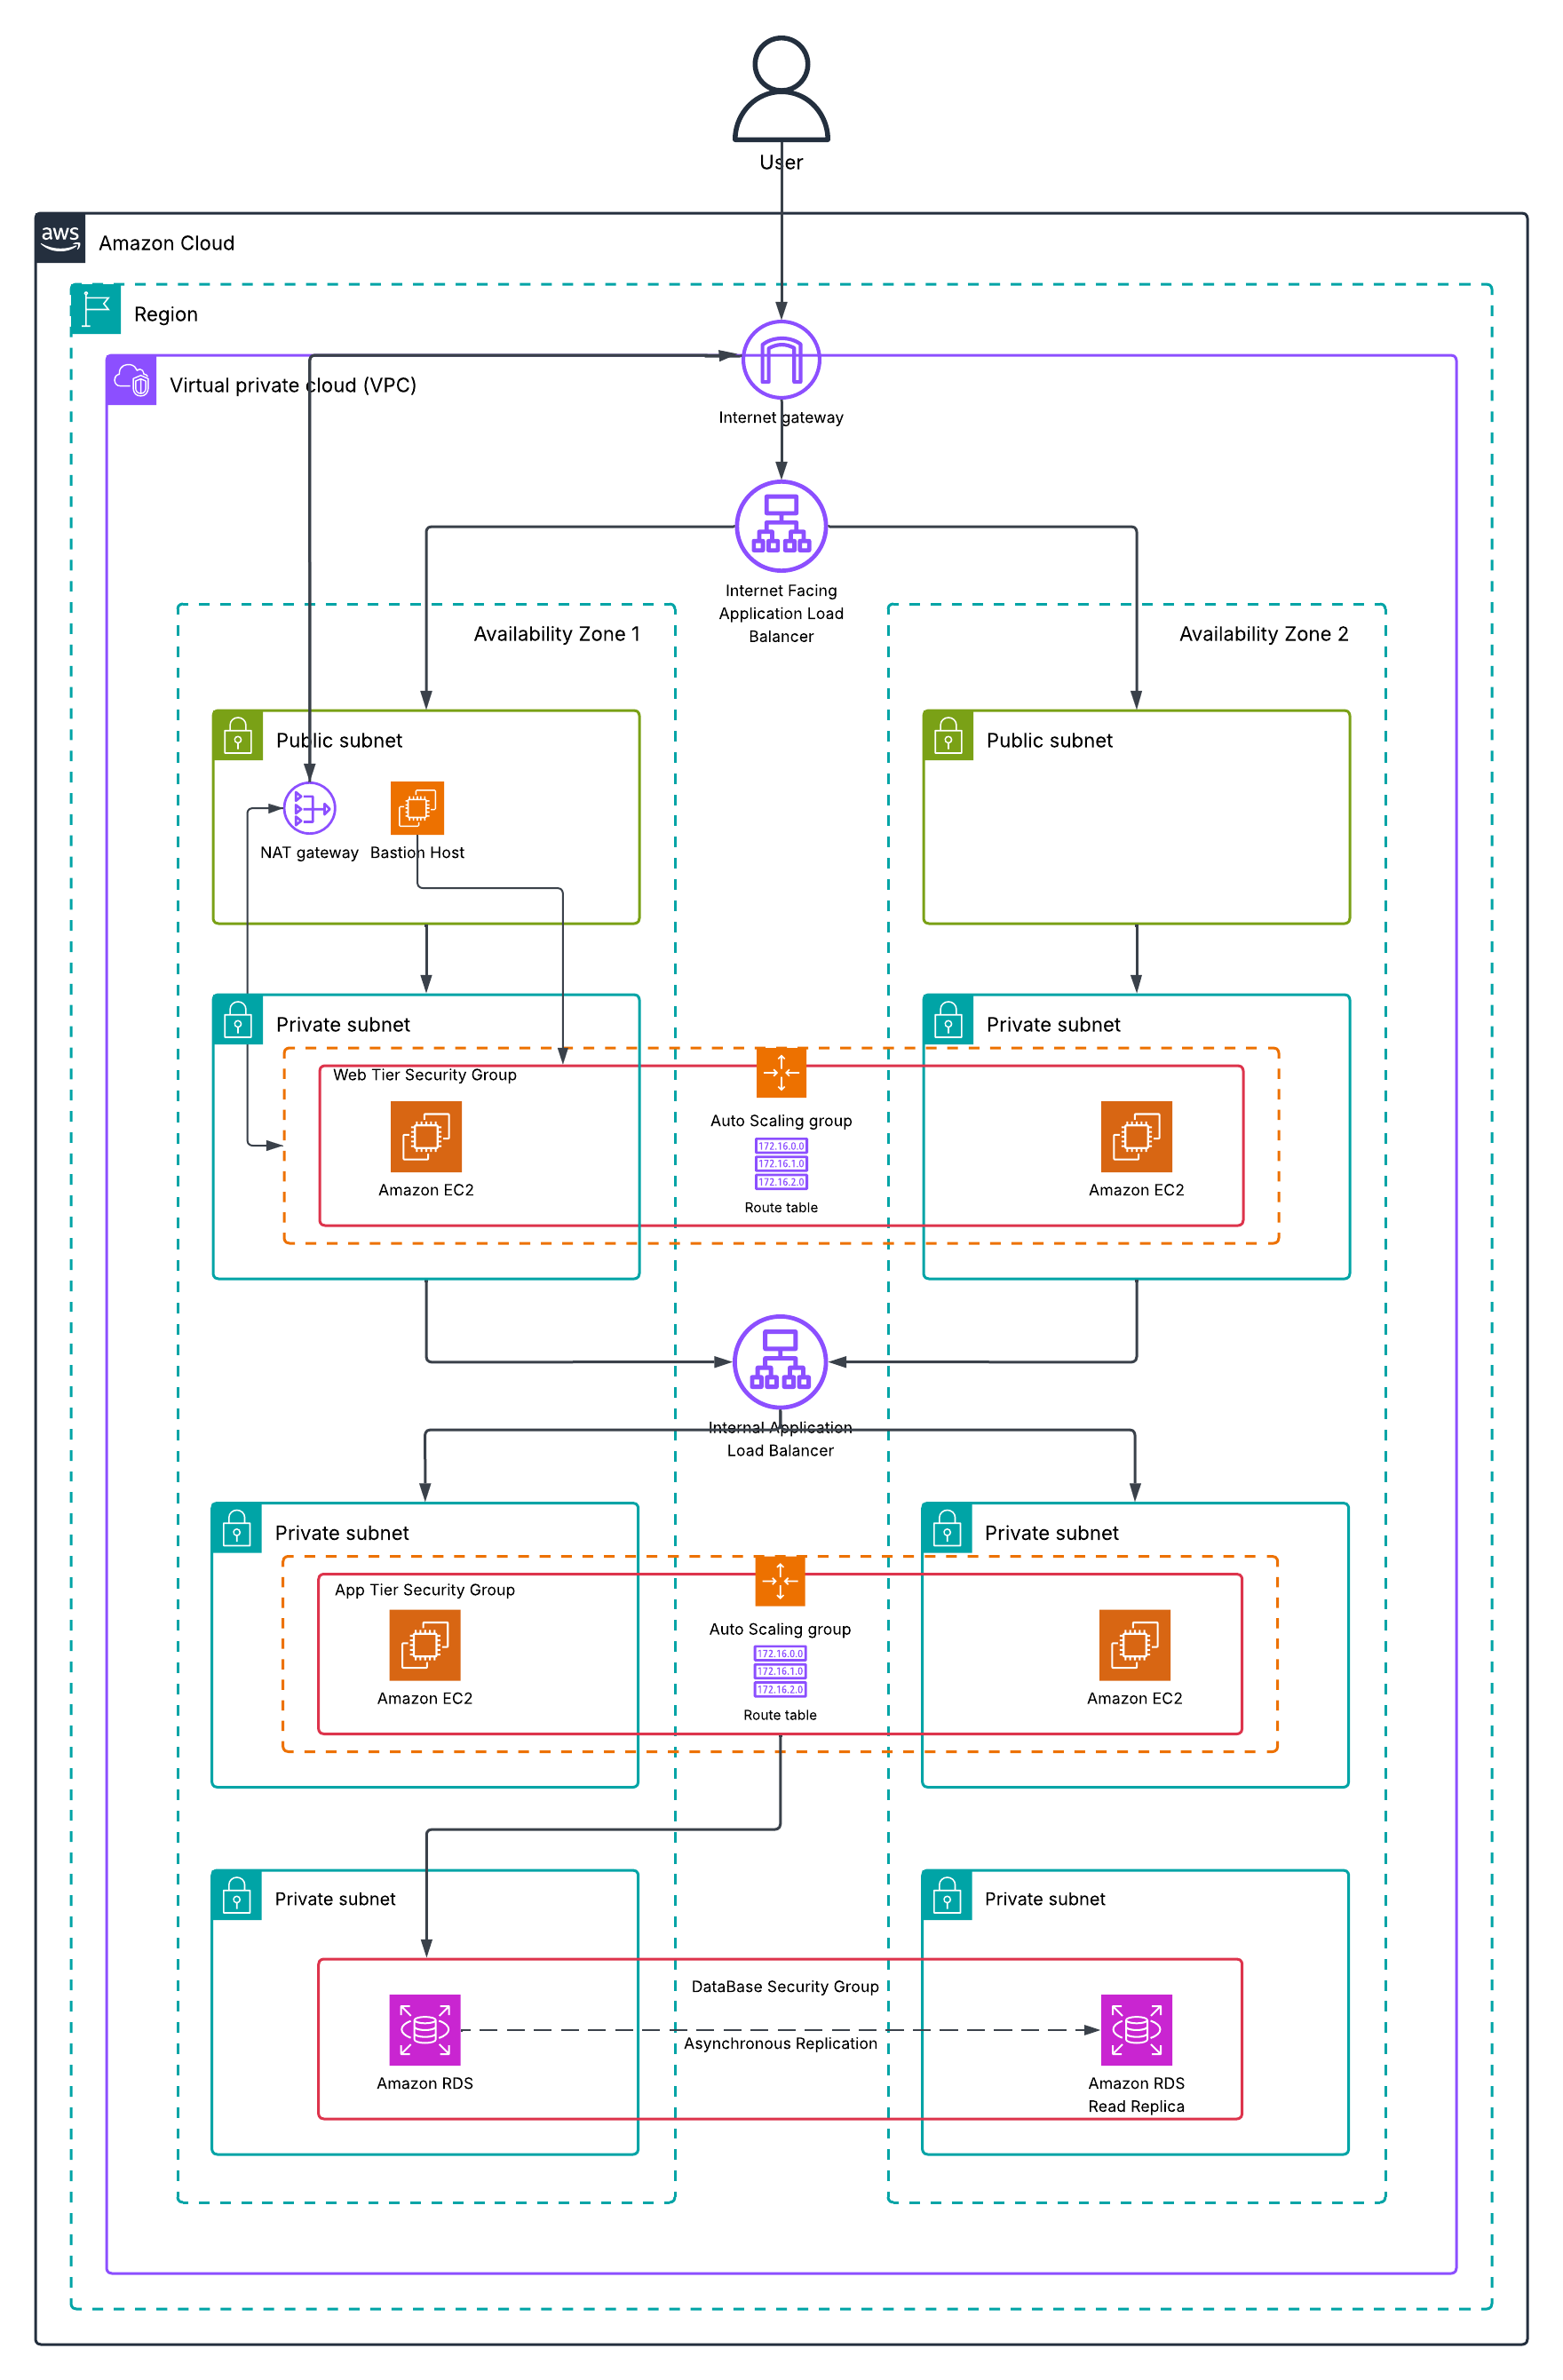 User
aws
Amazon Cloud
Region
Virtual private cloud (VPC)
Internet gateway
Internet Facing
Application Load
Balancer
Availability Zone 1
Availability Zone 2
Public subnet
Public subnet
NAT gateway
Bastion Host
Private subnet
Private subnet
Web Tier Security Group
Auto Scaling group
172.16.0.0
172.16.1.0
172.16.2.0
Route table
Amazon EC2
Amazon EC2
Internal Application
Load Balancer
Private subnet
Private subnet
App Tier Security Group
Auto Scaling group
172.16.0.0
172.16.1.0
172.16.2.0
Route table
Amazon EC2
Amazon EC2
Private subnet
Private subnet
DataBase Security Group
Asynchronous Replication
Amazon RDS
Amazon RDS
Read Replica